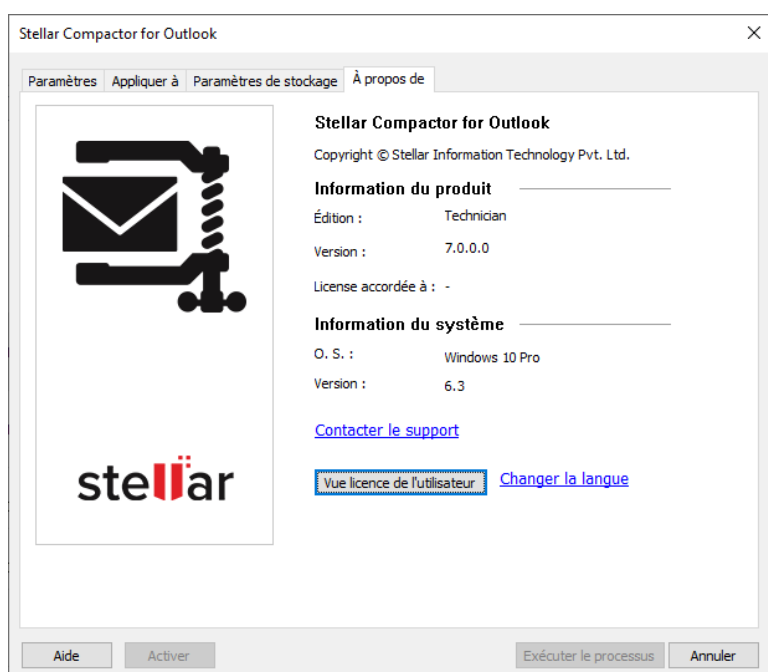 Stellar Compactor for Outlook
Paramètres Appliquer à Paramètres de stockage À propos de
Stellar Compactor for Outlook
Copyright © Stellar Information Technology Pvt. Ltd.
Information du produit
Édition : Technician
Version : 7.0.0.0
License accordée à : -
Information du système
O. S. : Windows 10 Pro
Version : 6.3
Contacter le support
stellar
Vue licence de l'utilisateur Changer la langue
Aide Activer Exécuter le processus Annuler